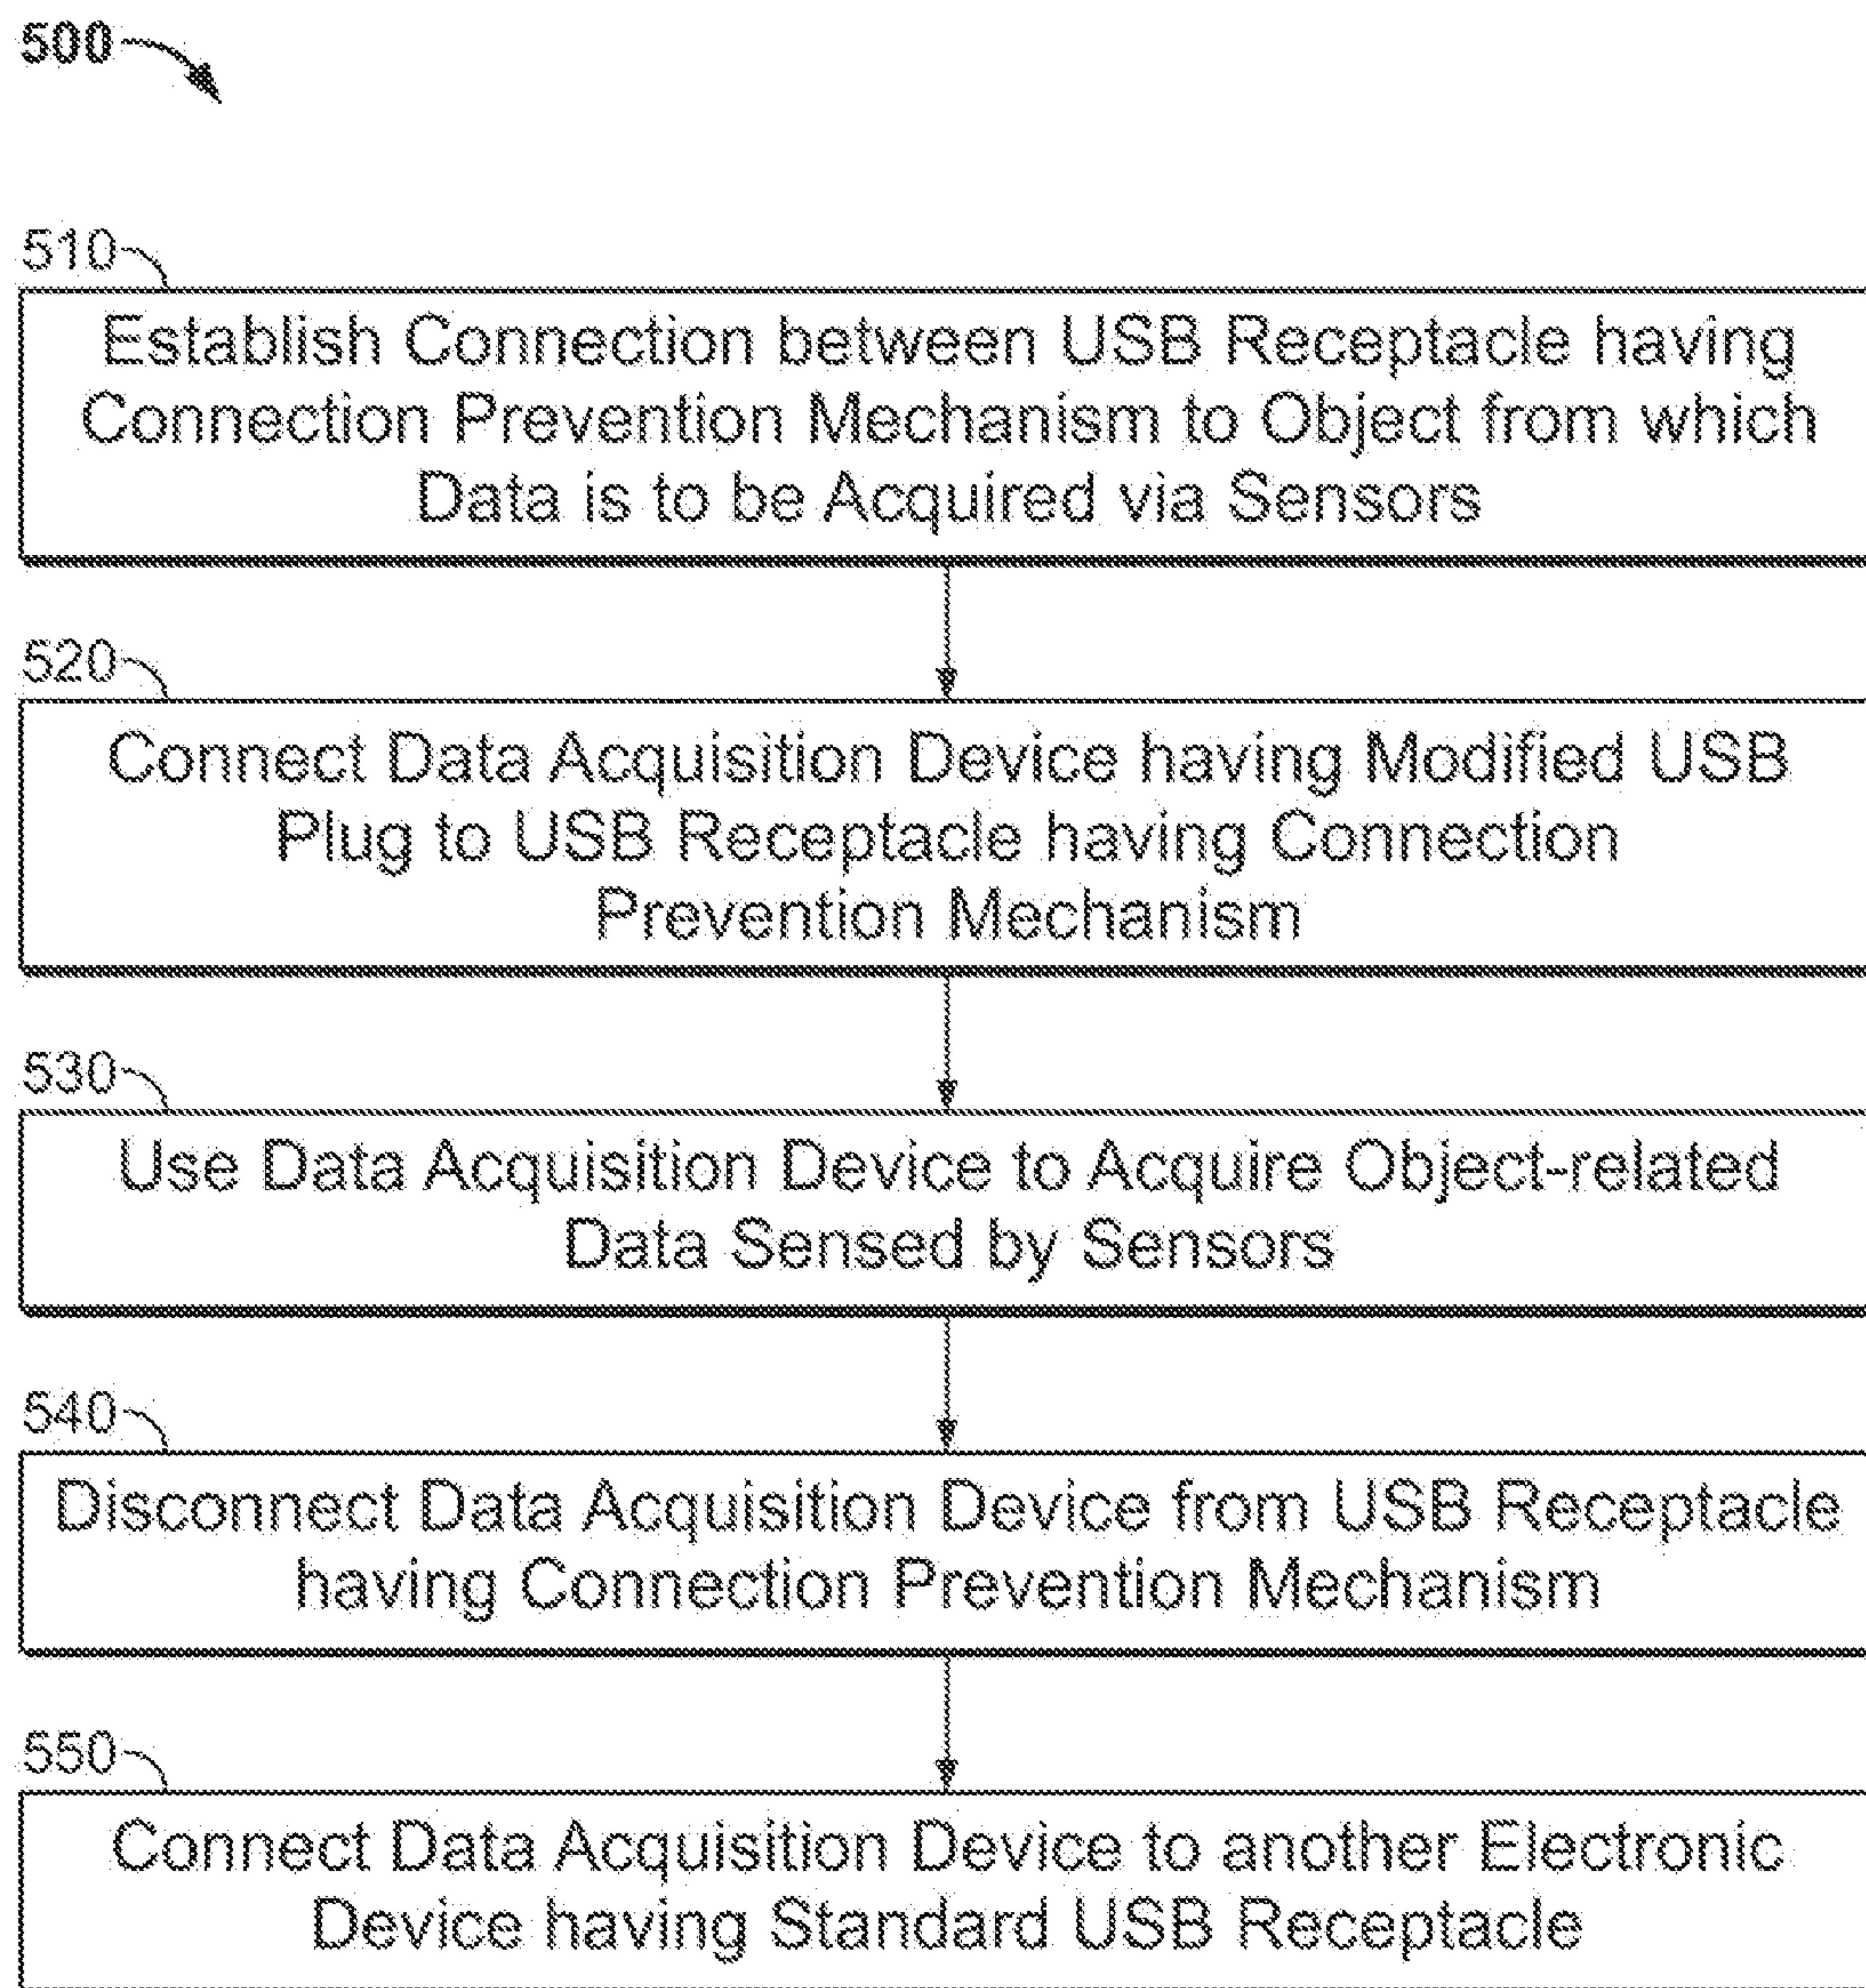 500
510
Establish Connection between USB Receptacle having
Connection Prevention Mechanism to Object from which
Data is to be Acquired via Sensors
520
Connect Data Acquisition Device having Modified USB
Plug to USB Receptacle having Connection
Prevention Mechanism
530
Use Data Acquisition Device to Acquire Object-related
Data Sensed by Sensors
540
Disconnect Data Acquisition Device from USB Receptacle
having Connection Prevention Mechanism
550
Connect Data Acquisition Device to another Electronic
Device having Standard USB Receptacle